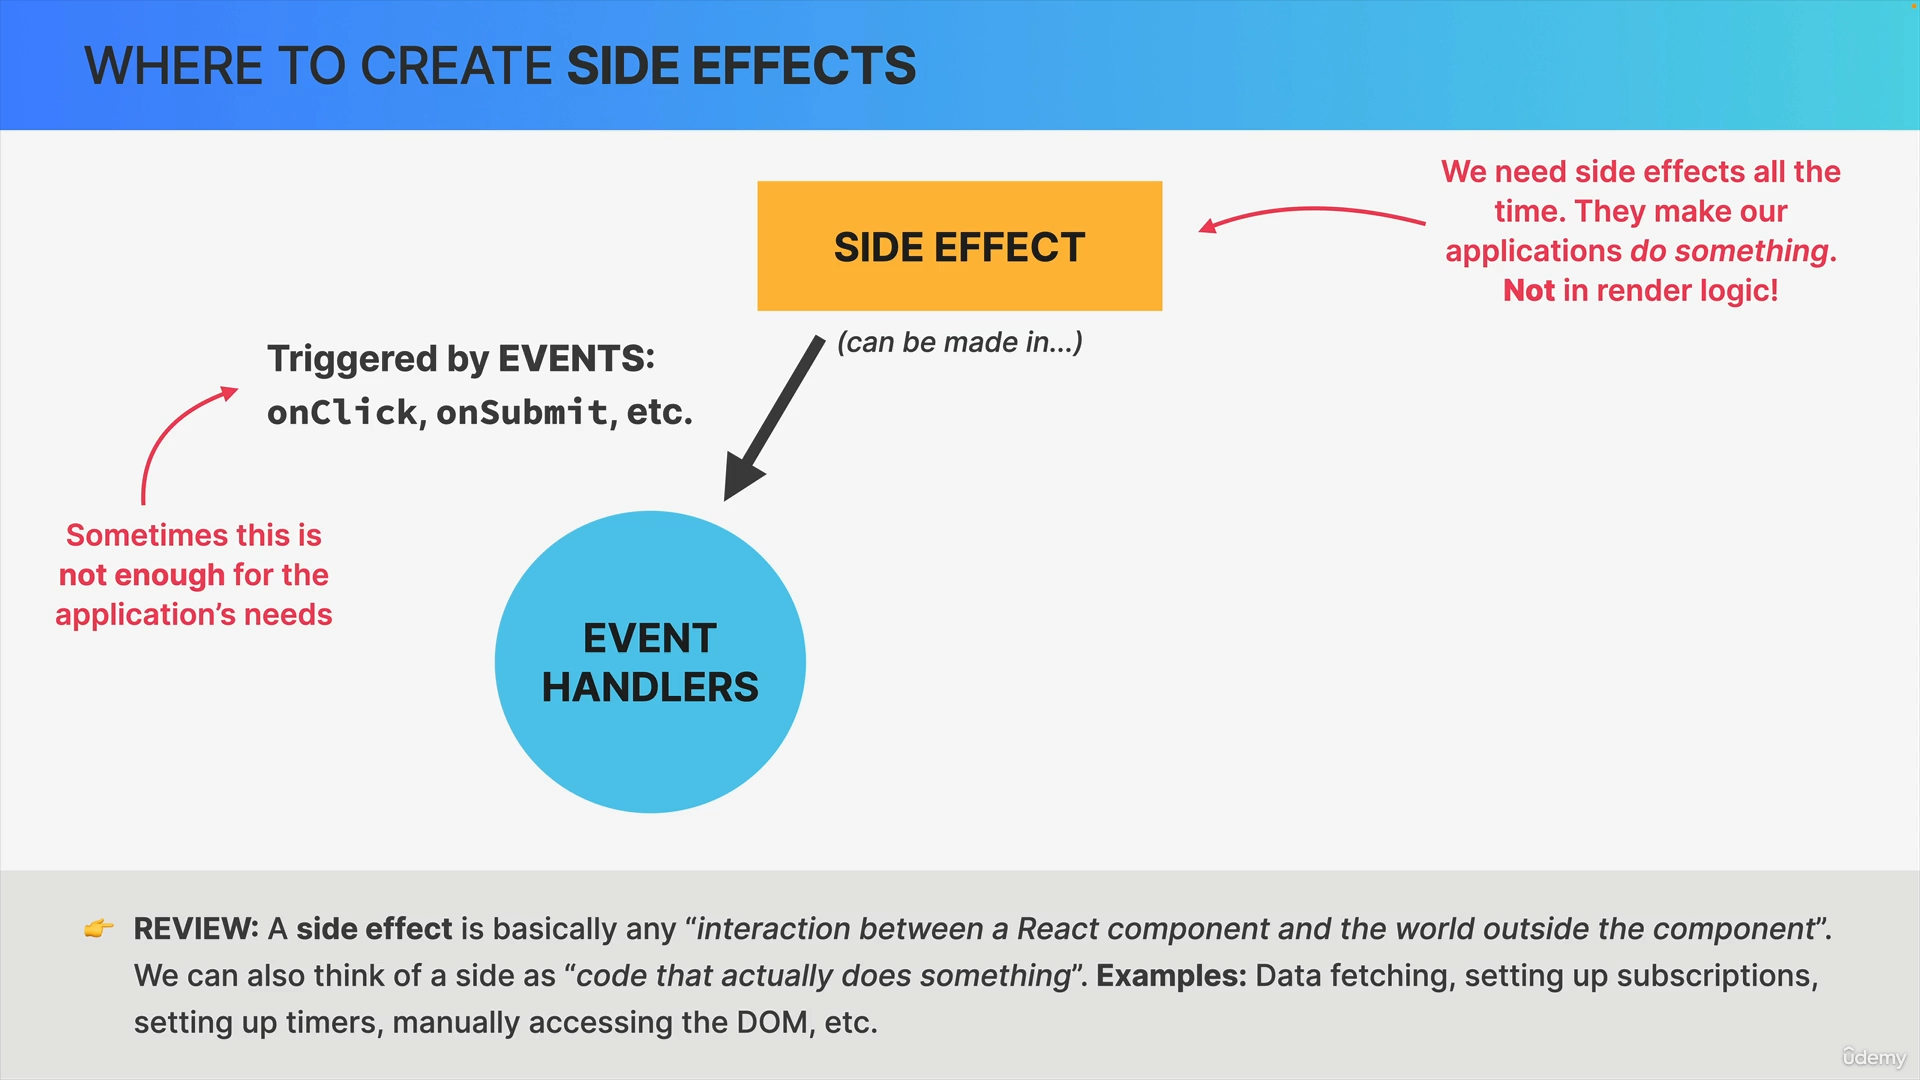 WHERE TO CREATE SIDE EFFECTS
We need side effects all the
time. They make our
applications do something.
Not in render logic!
SIDE EFFECT
(can be made in...)
Triggered by EVENTS:
onClick, onSubmit, etc.
Sometimes this is
not enough for the
application’s needs
EVENT
HANDLERS
👉 REVIEW: A side effect is basically any “interaction between a React component and the world outside the component”.
We can also think of a side as “code that actually does something”. Examples: Data fetching, setting up subscriptions,
setting up timers, manually accessing the DOM, etc.
ûdemy